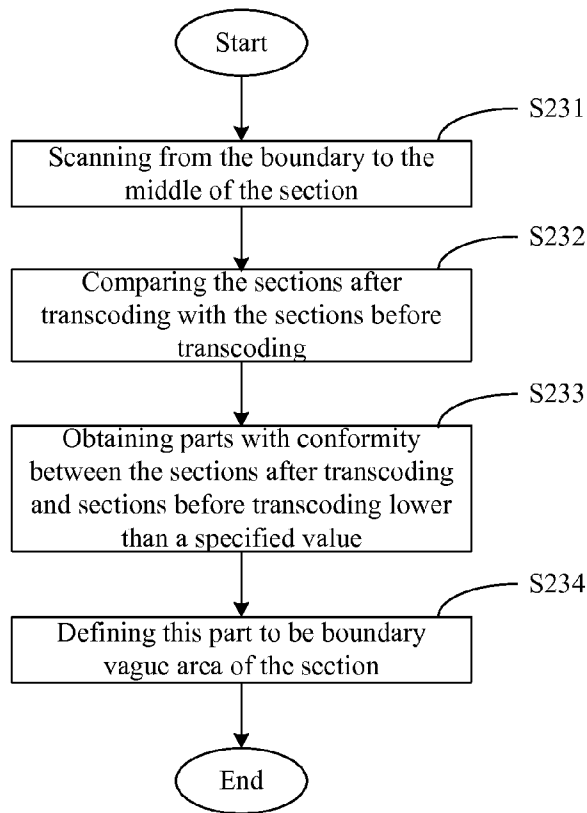 Start
S231
Scanning from the boundary to the
middle of the section
S232
Comparing the sections after
transcoding with the sections before
transcoding
S233
Obtaining parts with conformity
between the sections after transcoding
and sections before transcoding lower
than a specified value
S234
Defining this part to be boundary
vague area of the section
End